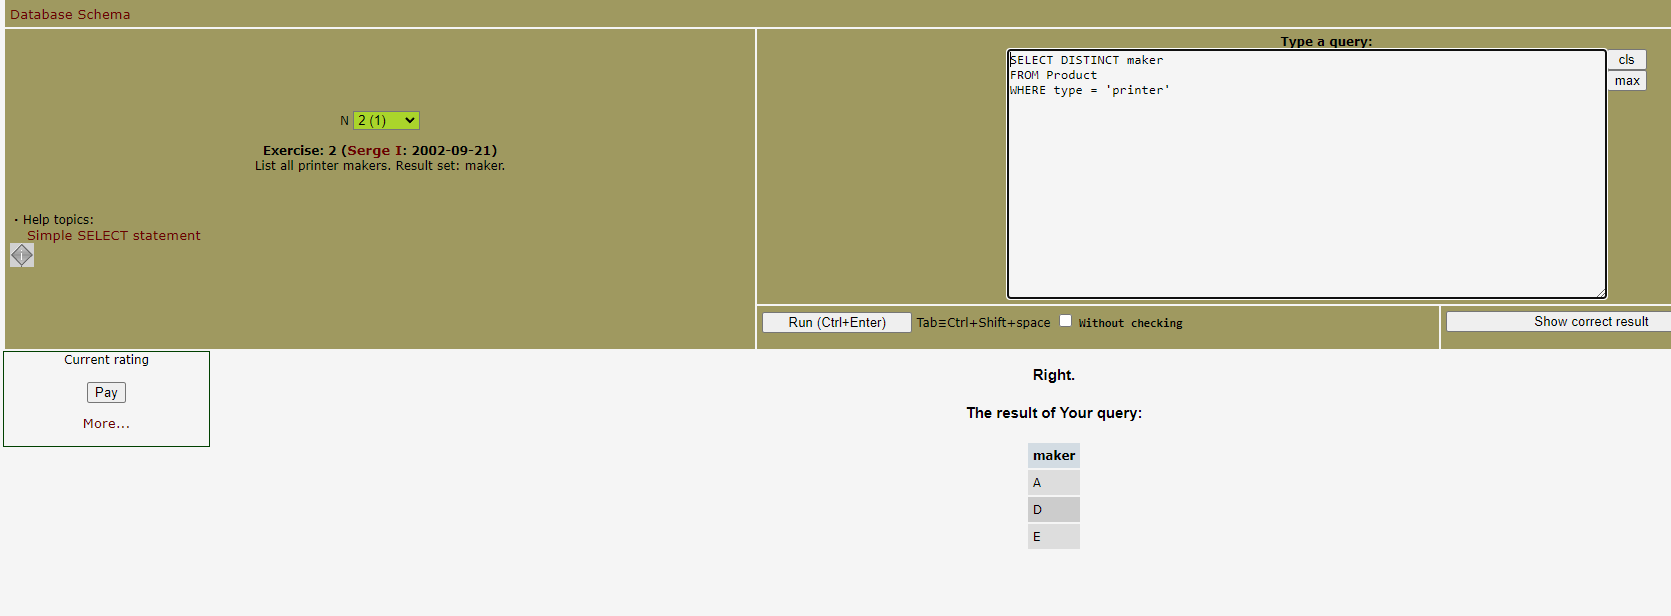 Database Schema
N 2 (1)
Exercise: 2 (Serge I: 2002-09-21)
List all printer makers. Result set: maker.
· Help topics:
Simple SELECT statement
Type a query:
SELECT DISTINCT maker
FROM Product
WHERE type = 'printer'
cls
max
Run (Ctrl+Enter) Tab≡Ctrl+Shift+space Without checking
Show correct result
Current rating
Pay
More...
Right.
The result of Your query:
maker
A
D
E